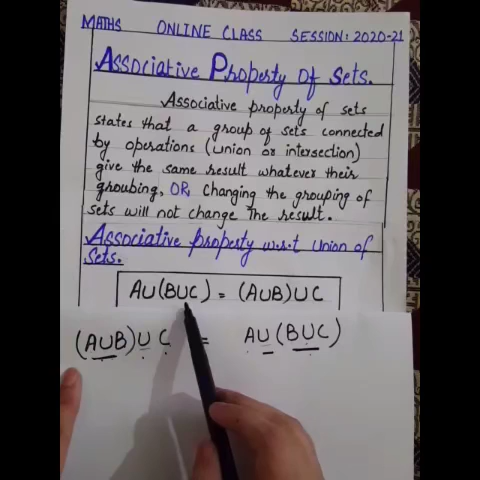 MATHS ONLINE CLASS SESSION: 2020-21
Associative Property Of Sets.
Associative property of sets
states that a group of sets connected
by operations (union or intersection)
give the same result whatever their
groubing, OR, Changing the grouping of
sets will not change the result.
Associative property w.r.t Union of
Sets.
AU(BUC) = (AUB)UC
(AUB)UC = AU(BUC)